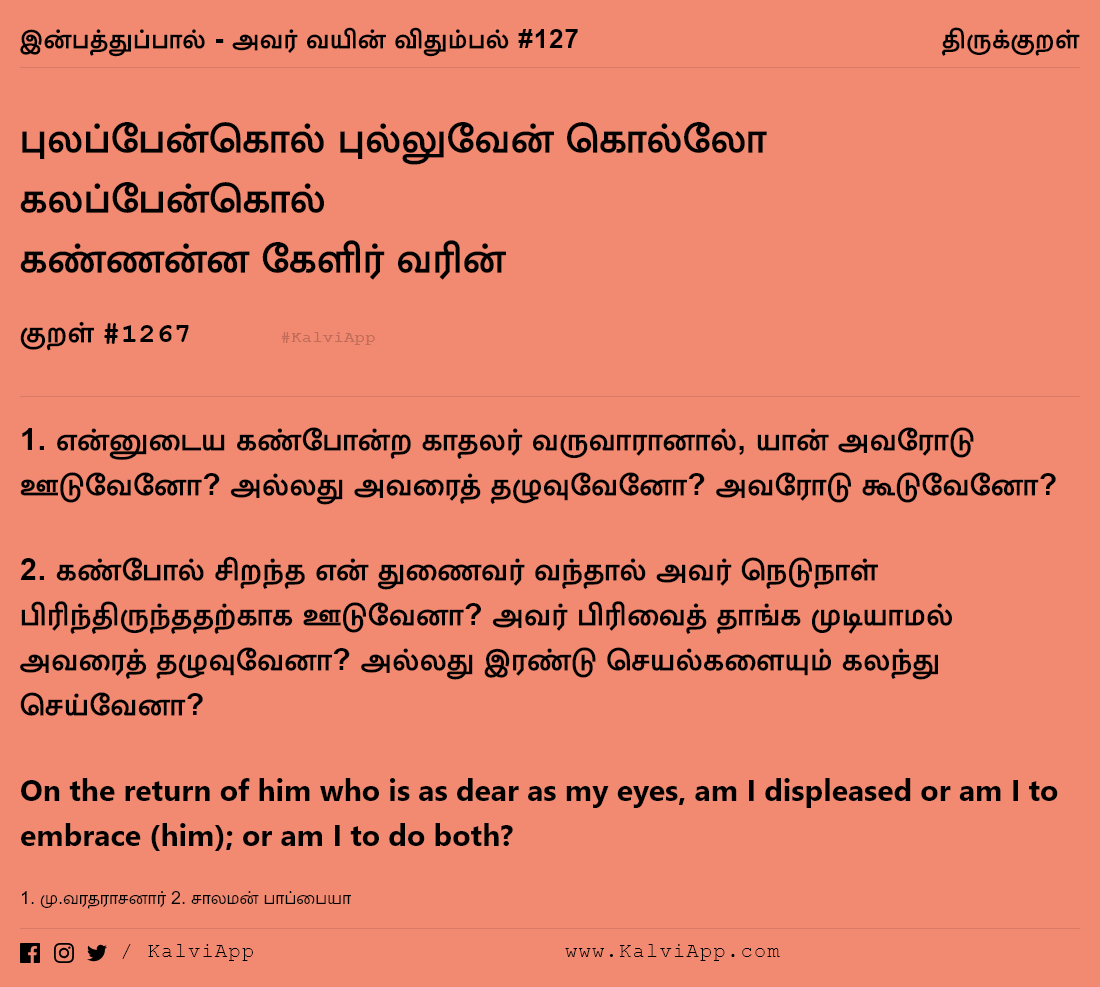 இன்பத்துப்பால் - அவர் வயின் விதும்பல் #127 திருக்குறள்
புலப்பேன்கொல் புல்லுவேன் கொல்லோ
கலப்பேன்கொல்
கண்ணன்ன கேளிர் வரின்
குறள் #1267 #KalviApp
1. என்னுடைய கண்போன்ற காதலர் வருவாரானால், யான் அவரோடு
ஊடுவேனோ? அல்லது அவரைத் தழுவுவேனோ? அவரோடு கூடுவேனோ?
2. கண்போல் சிறந்த என் துணைவர் வந்தால் அவர் நெடுநாள்
பிரிந்திருந்ததற்காக ஊடுவேனா? அவர் பிரிவைத் தாங்க முடியாமல்
அவரைத் தழுவுவேனா? அல்லது இரண்டு செயல்களையும் கலந்து
செய்வேனா?
On the return of him who is as dear as my eyes, am I displeased or am I to
embrace (him); or am I to do both?
1. மு.வரதராசனார் 2. சாலமன் பாப்பையா
/ KalviApp www.KalviApp.com